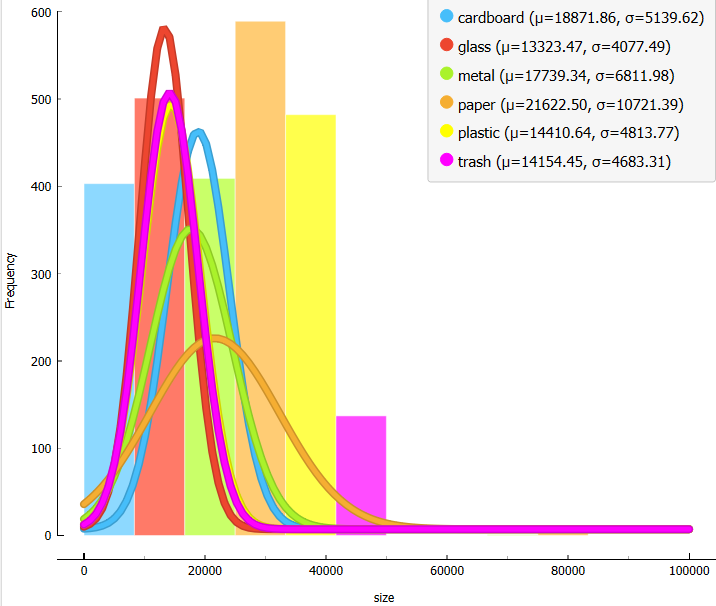 600
500
400
300
200
100
0
Frequency
cardboard (μ=18871.86, σ=5139.62)
glass (μ=13323.47, σ=4077.49)
metal (μ=17739.34, σ=6811.98)
paper (μ=21622.50, σ=10721.39)
plastic (μ=14410.64, σ=4813.77)
trash (μ=14154.45, σ=4683.31)
0 20000 40000 60000 80000 100000
size